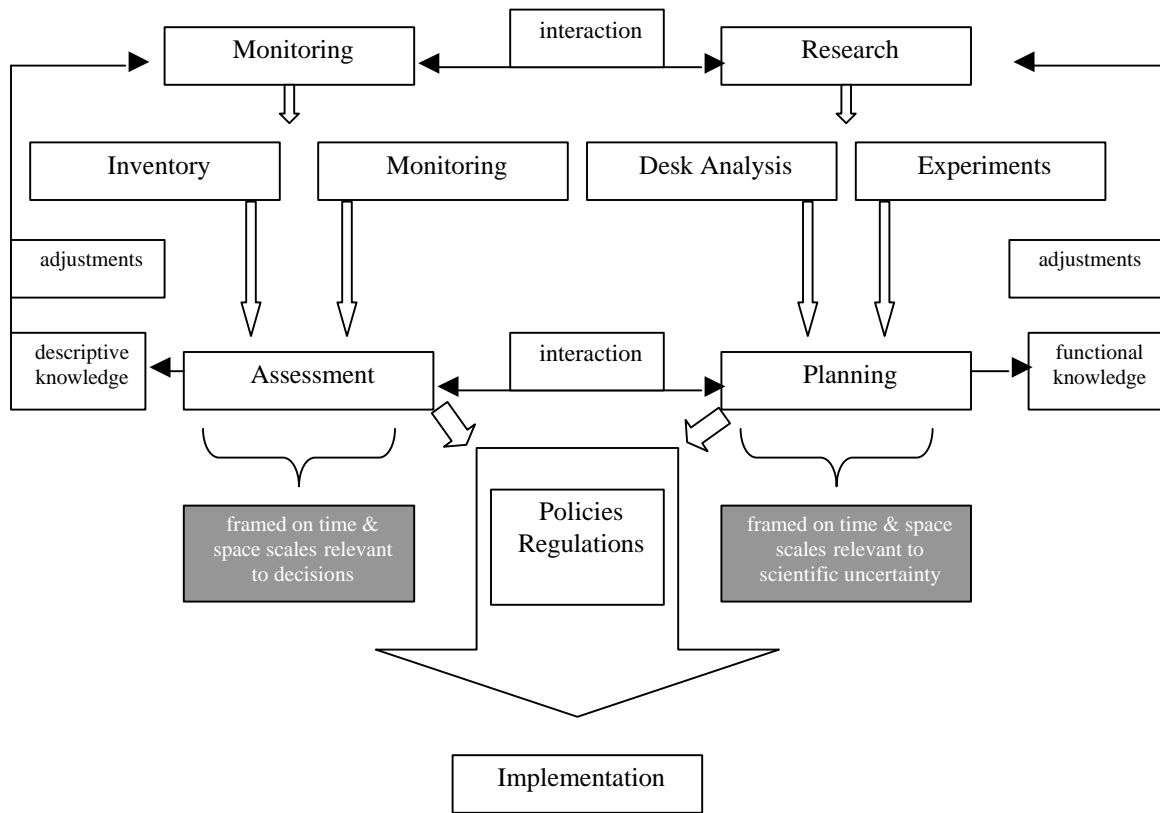 interaction
Monitoring
Research
Inventory
Monitoring
Desk Analysis
Experiments
adjustments
adjustments
descriptive
knowledge
Assessment
interaction
Planning
functional
knowledge
framed on time &
space scales relevant
to decisions
Policies
Regulations
framed on time & space
scales relevant to
scientific uncertainty
Implementation